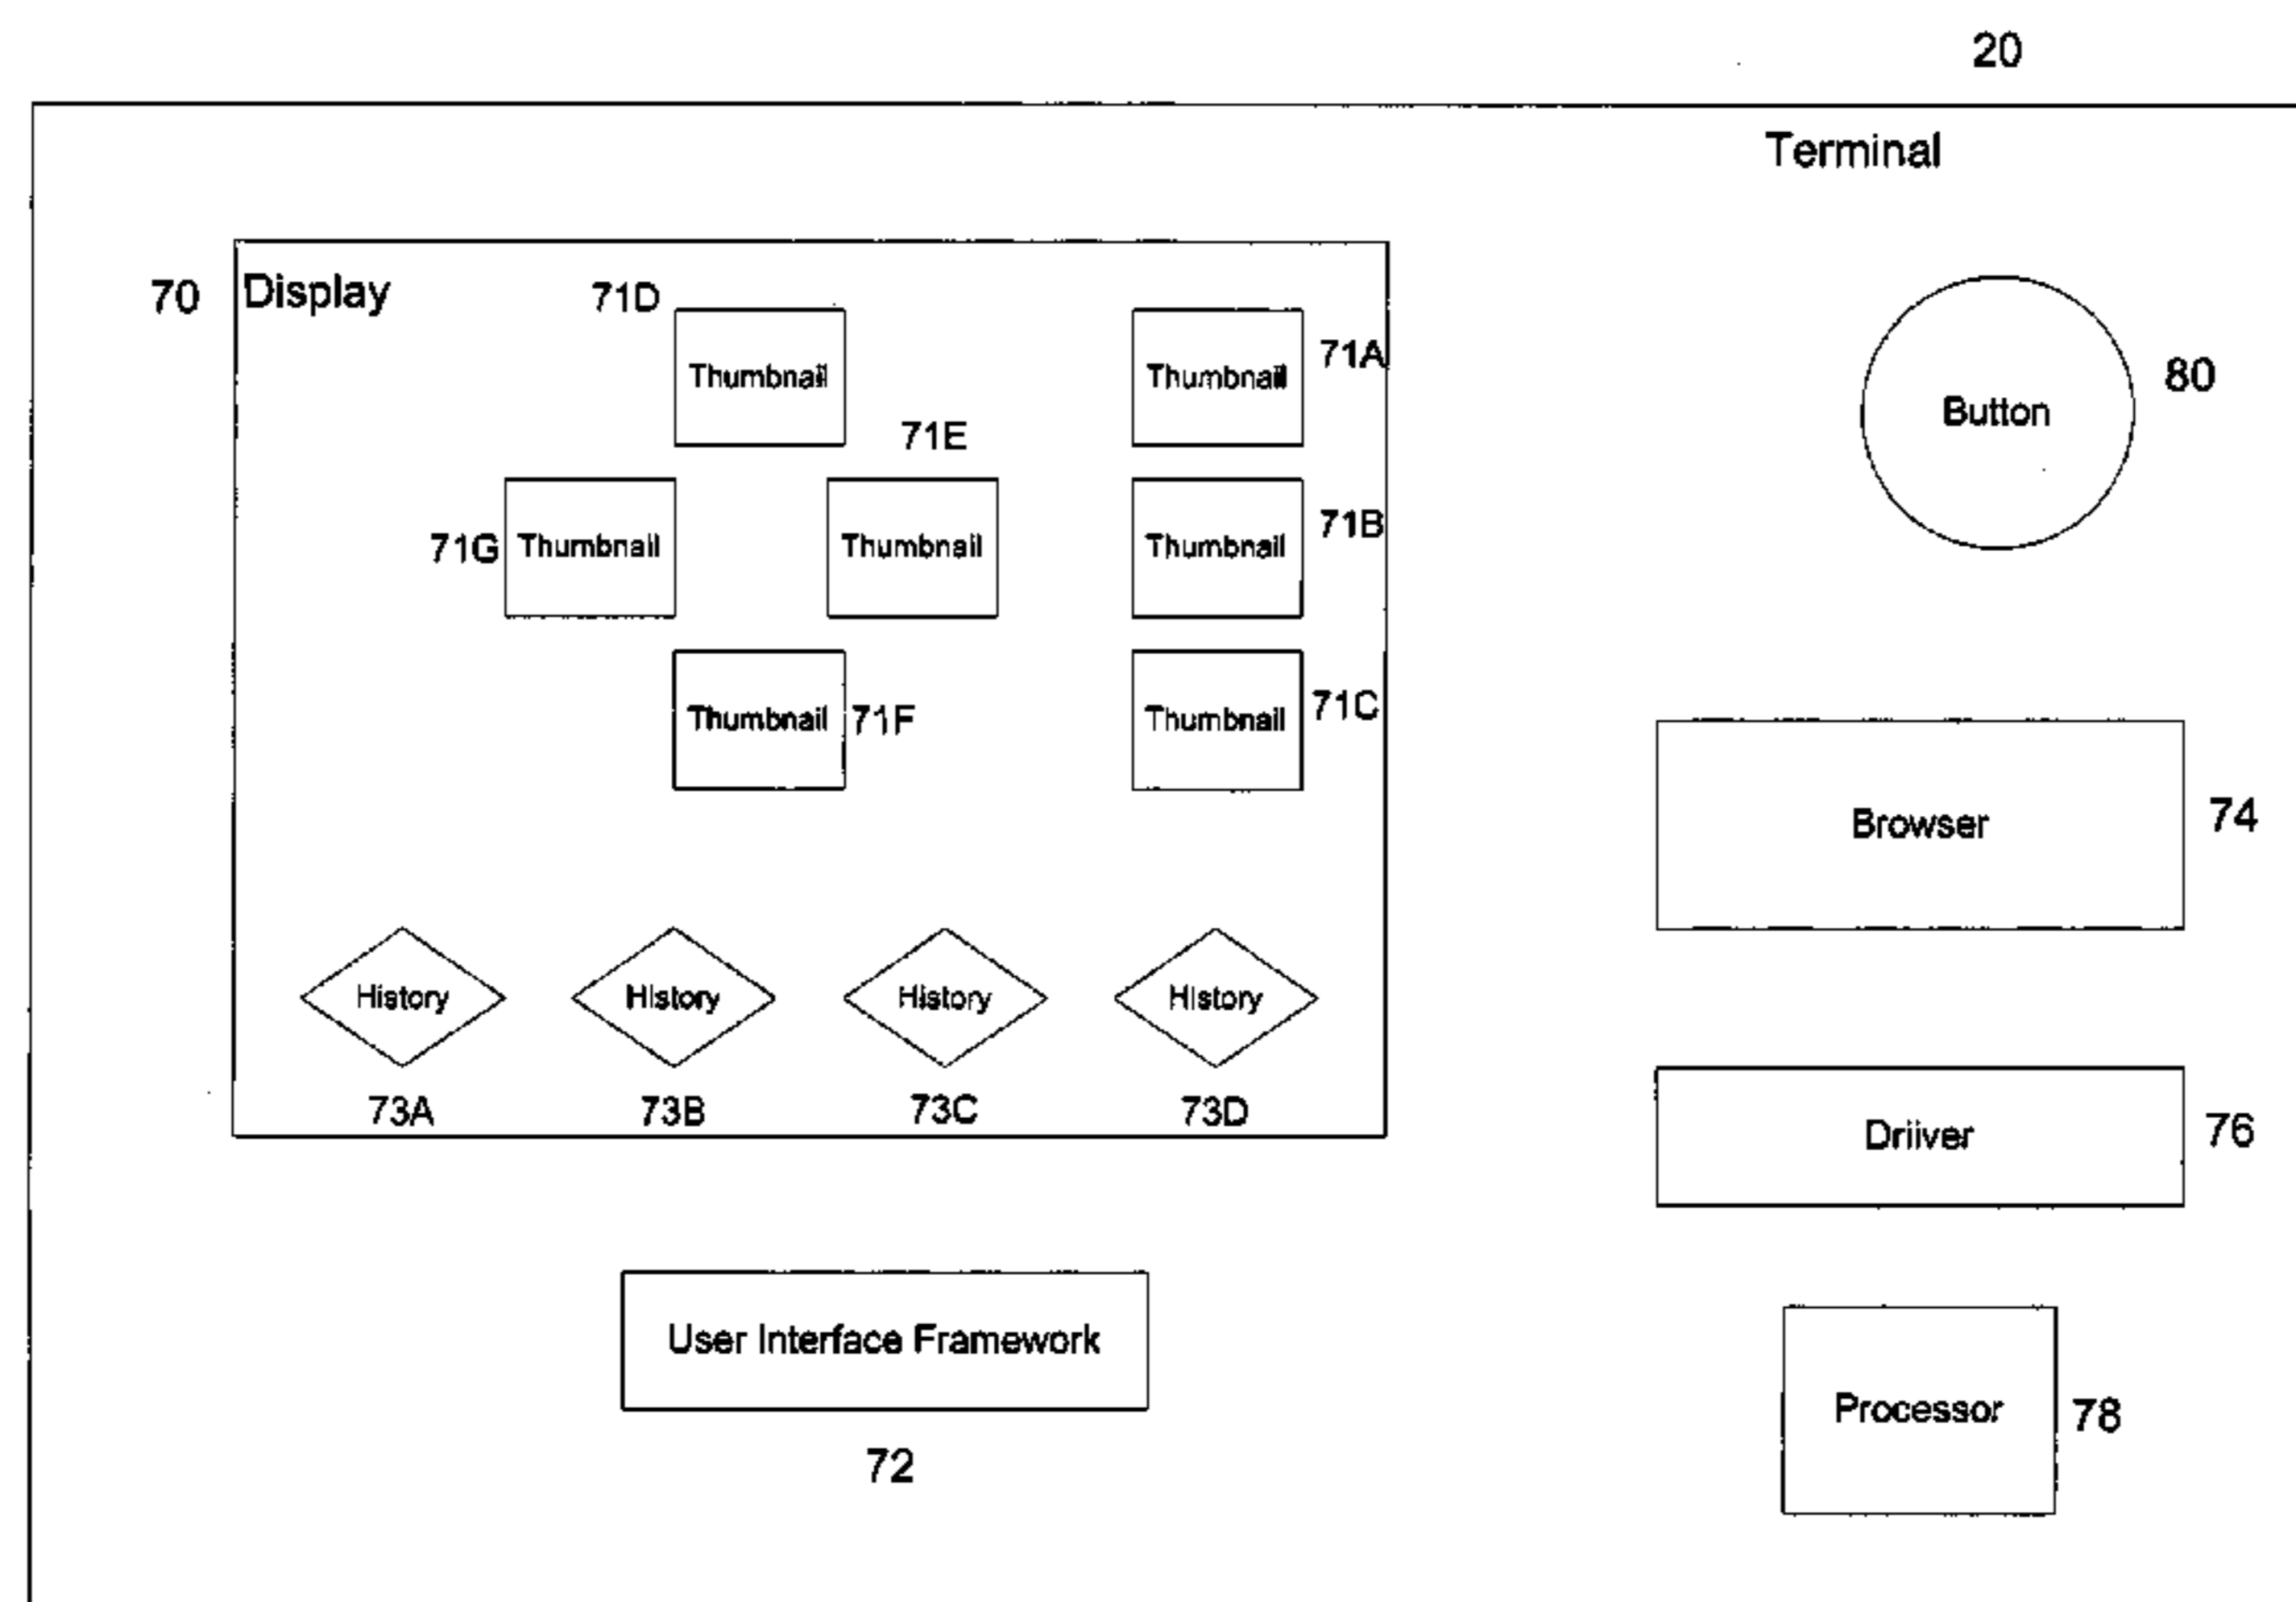 20
Terminal
70
Display
71D
Thumbnail
Thumbnail
71A
Button
80
71E
71G
Thumbnail
Thumbnail
Thumbnail
71B
Thumbnail
71F
Thumbnail
71C
Browser
74
History
History
History
History
73A
73B
73C
73D
Driiver
76
User Interface Framework
72
Processor
78